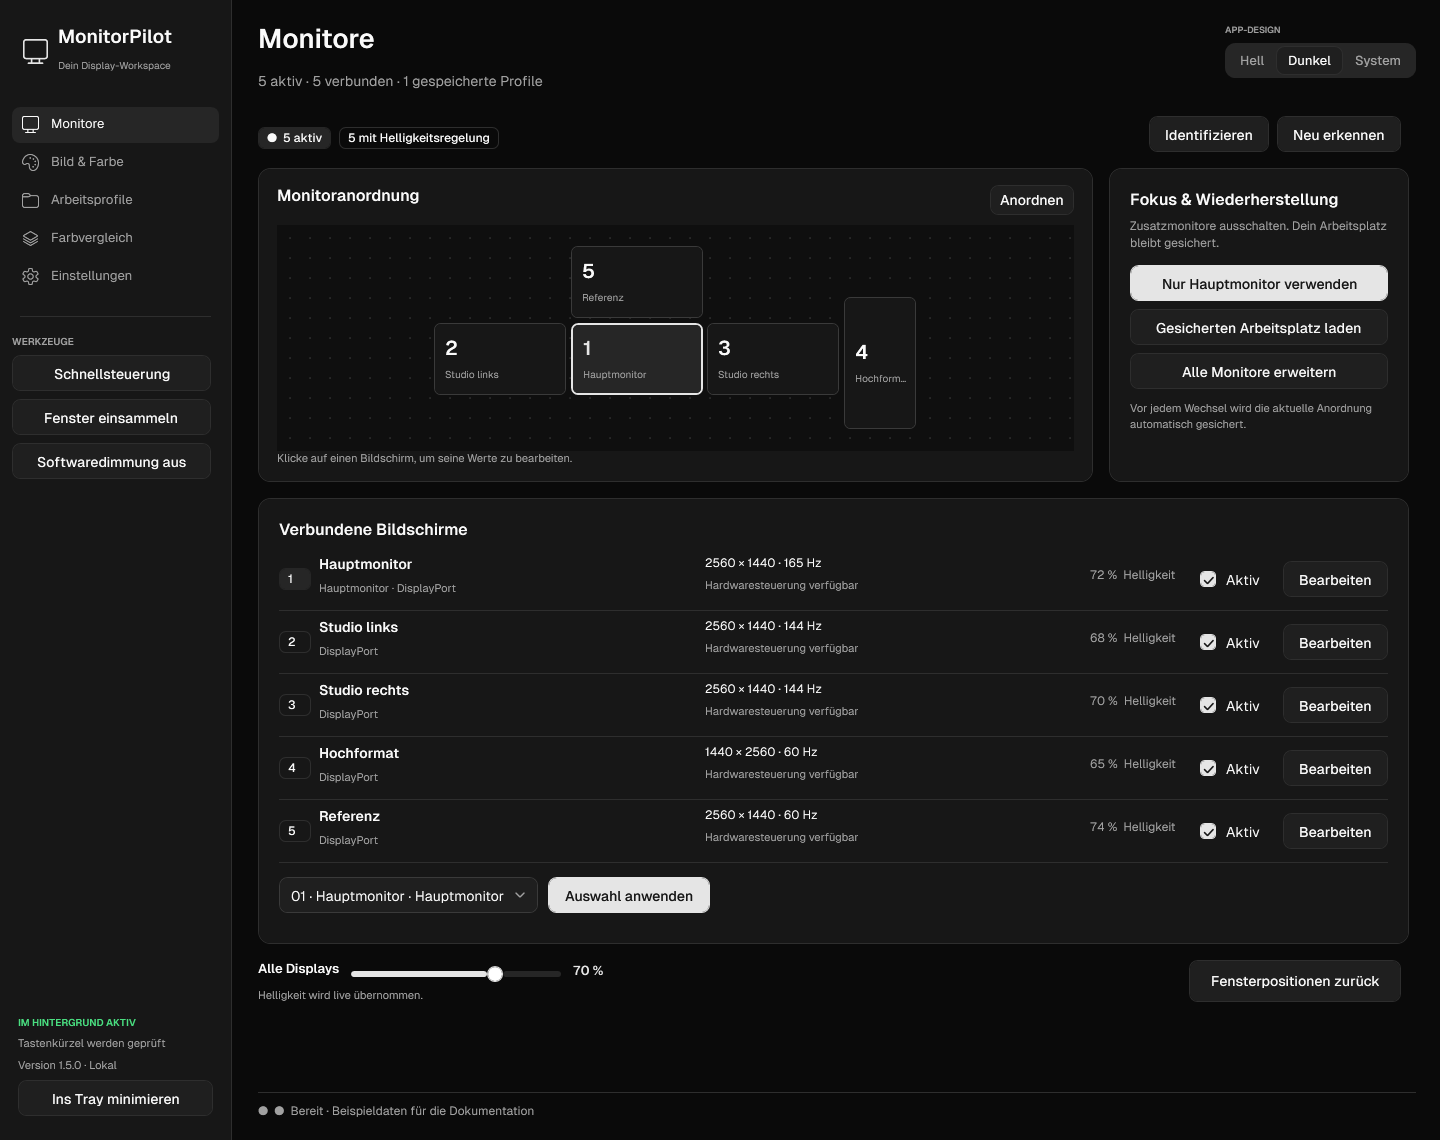 MonitorPilot
Dein Display-Workspace
Monitore
Bild & Farbe
Arbeitsprofile
Farbvergleich
Einstellungen
WERKZEUGE
Schnellsteuerung
Fenster einsammeln
Softwaredimmung aus
IM HINTERGRUND AKTIV
Tastenkürzel werden geprüft
Version 1.5.0 · Lokal
Ins Tray minimieren
Monitore
5 aktiv · 5 verbunden · 1 gespeicherte Profile
APP-DESIGN
Hell Dunkel System
5 aktiv 5 mit Helligkeitsregelung
Identifizieren Neu erkennen
Monitoranordnung
Anordnen
5
Referenz
2
Studio links
1
Hauptmonitor
3
Studio rechts
4
Hochform...
Klicke auf einen Bildschirm, um seine Werte zu bearbeiten.
Fokus & Wiederherstellung
Zusatzmonitore ausschalten. Dein Arbeitsplatz
bleibt gesichert.
Nur Hauptmonitor verwenden
Gesicherten Arbeitsplatz laden
Alle Monitore erweitern
Vor jedem Wechsel wird die aktuelle Anordnung
automatisch gesichert.
Verbundene Bildschirme
1 Hauptmonitor 2560 × 1440 · 165 Hz 72 % Helligkeit Aktiv Bearbeiten
Hauptmonitor · DisplayPort Hardwaresteuerung verfügbar
2 Studio links 2560 × 1440 · 144 Hz 68 % Helligkeit Aktiv Bearbeiten
DisplayPort Hardwaresteuerung verfügbar
3 Studio rechts 2560 × 1440 · 144 Hz 70 % Helligkeit Aktiv Bearbeiten
DisplayPort Hardwaresteuerung verfügbar
4 Hochformat 1440 × 2560 · 60 Hz 65 % Helligkeit Aktiv Bearbeiten
DisplayPort Hardwaresteuerung verfügbar
5 Referenz 2560 × 1440 · 60 Hz 74 % Helligkeit Aktiv Bearbeiten
DisplayPort Hardwaresteuerung verfügbar
01 · Hauptmonitor · Hauptmonitor Auswahl anwenden
Alle Displays 70 %
Helligkeit wird live übernommen.
Fensterpositionen zurück
Bereit · Beispieldaten für die Dokumentation